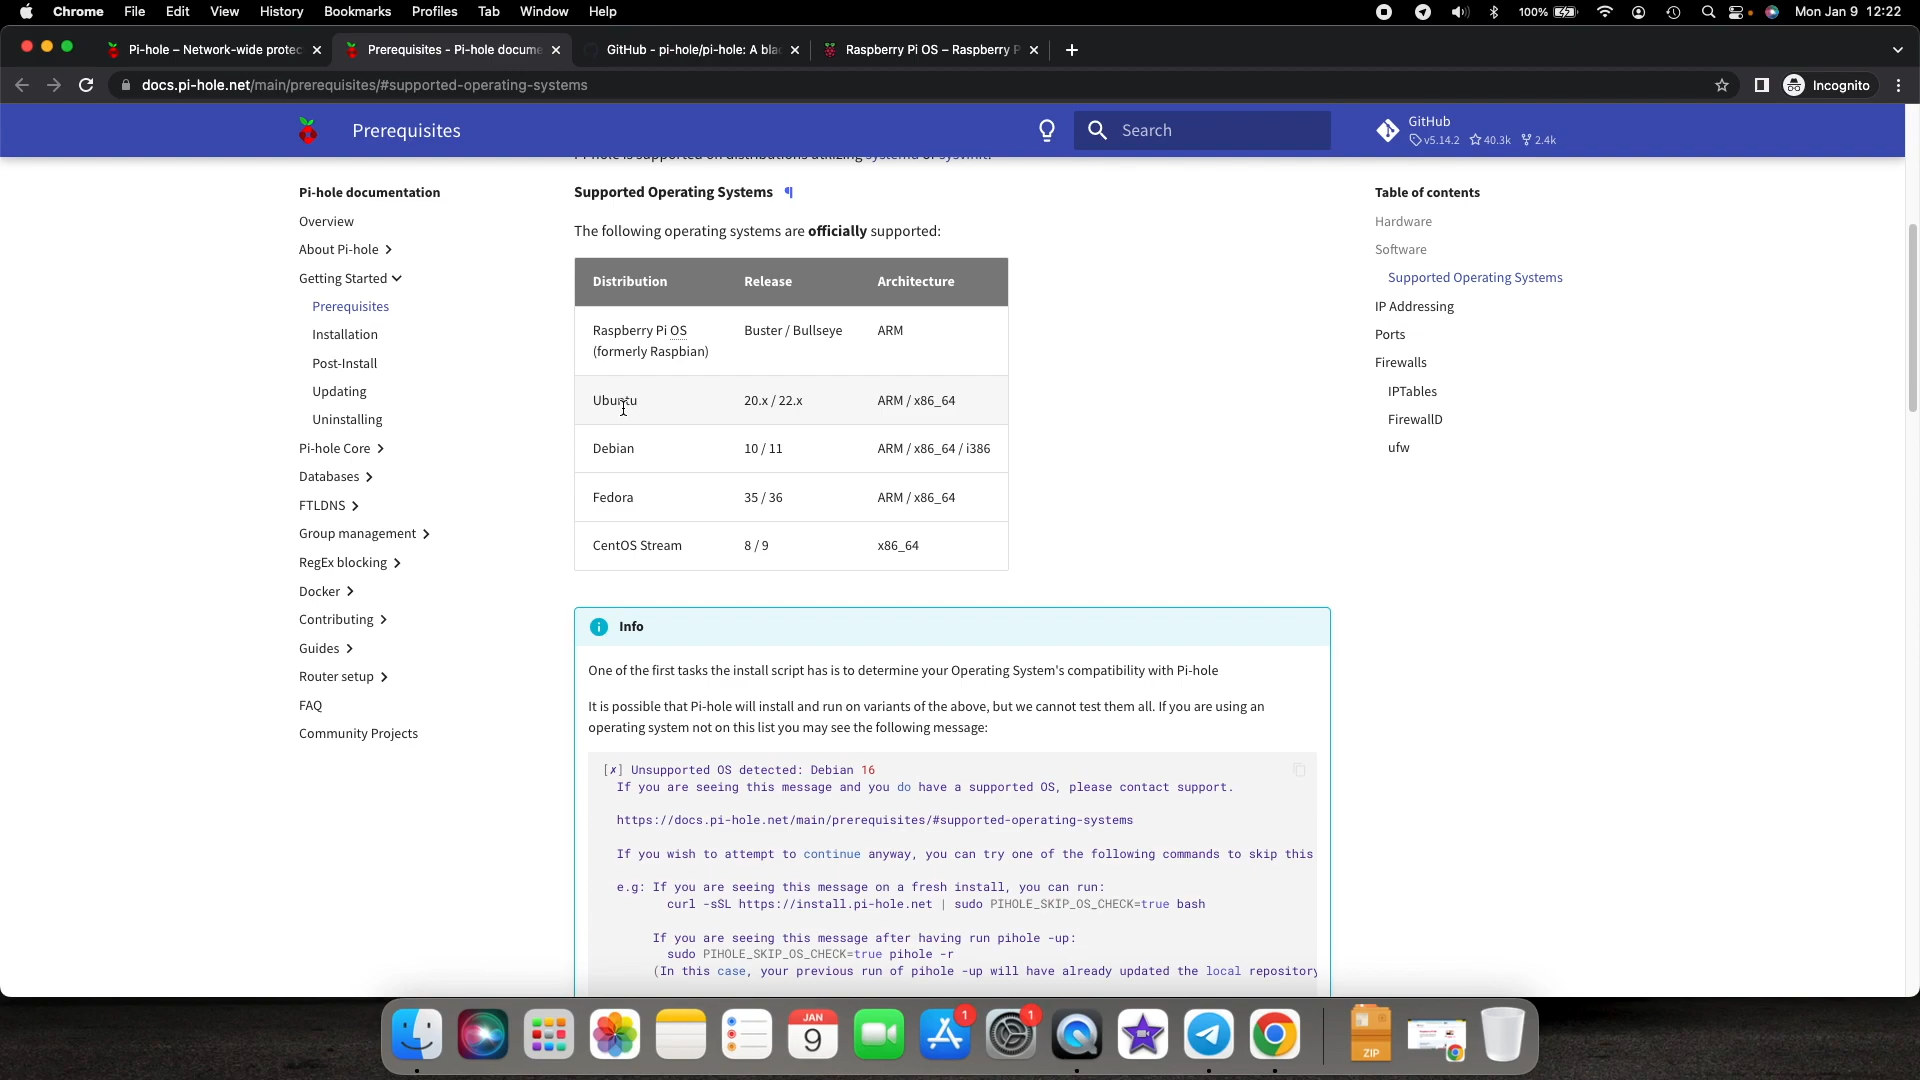 Chrome File Edit View History Bookmarks Profiles Tab Window Help 100% Mon Jan 9 12:22
Pi-hole – Network-wide protec Prerequisites - Pi-hole docume GitHub - pi-hole/pi-hole: A bla Raspberry Pi OS – Raspberry P
docs.pi-hole.net/main/prerequisites/#supported-operating-systems Incognito
Prerequisites Search GitHub
v5.14.2 40.3k 2.4k
Pi-hole is supported on distributions utilizing systemd or sysvinit!
Pi-hole documentation
Overview
About Pi-hole
Getting Started
Prerequisites
Installation
Post-Install
Updating
Uninstalling
Pi-hole Core
Databases
FTLDNS
Group management
RegEx blocking
Docker
Contributing
Guides
Router setup
FAQ
Community Projects
Supported Operating Systems ¶
The following operating systems are officially supported:
Distribution Release Architecture
Raspberry Pi OS Buster / Bullseye ARM
(formerly Raspbian)
Ubuntu 20.x / 22.x ARM / x86_64
Debian 10 / 11 ARM / x86_64 / i386
Fedora 35 / 36 ARM / x86_64
CentOS Stream 8 / 9 x86_64
Info
One of the first tasks the install script has is to determine your Operating System's compatibility with Pi-hole
It is possible that Pi-hole will install and run on variants of the above, but we cannot test them all. If you are using an
operating system not on this list you may see the following message:
[✗] Unsupported OS detected: Debian 16
If you are seeing this message and you do have a supported OS, please contact support.
https://docs.pi-hole.net/main/prerequisites/#supported-operating-systems
If you wish to attempt to continue anyway, you can try one of the following commands to skip this
e.g: If you are seeing this message on a fresh install, you can run:
curl -sSL https://install.pi-hole.net | sudo PIHOLE_SKIP_OS_CHECK=true bash
If you are seeing this message after having run pihole -up:
sudo PIHOLE_SKIP_OS_CHECK=true pihole -r
(In this case, your previous run of pihole -up will have already updated the local repository
Table of contents
Hardware
Software
Supported Operating Systems
IP Addressing
Ports
Firewalls
IPTables
FirewallD
ufw
JAN
9
1
1
ZIP